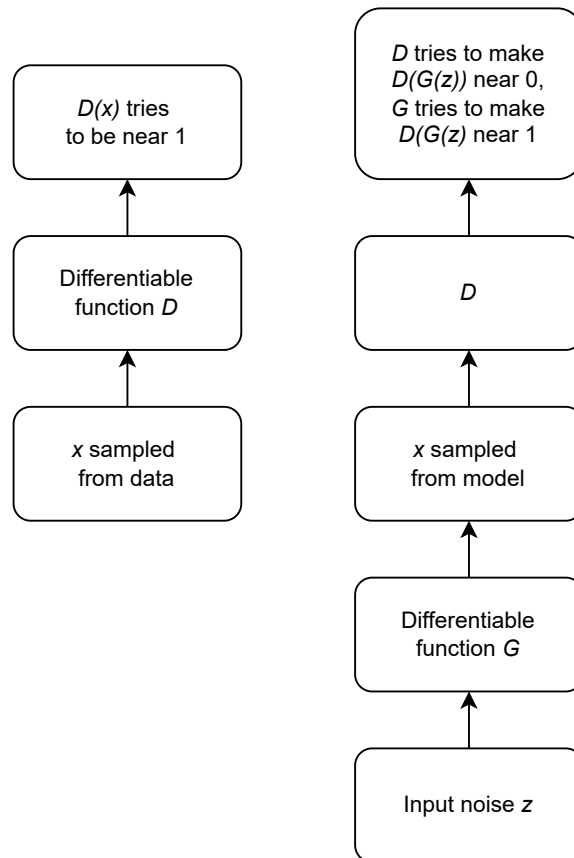 D(x) tries
to be near 1
Differentiable
function D
x sampled
from data
D tries to make
D(G(z)) near 0,
G tries to make
D(G(z) near 1
D
x sampled
from model
Differentiable
function G
Input noise z